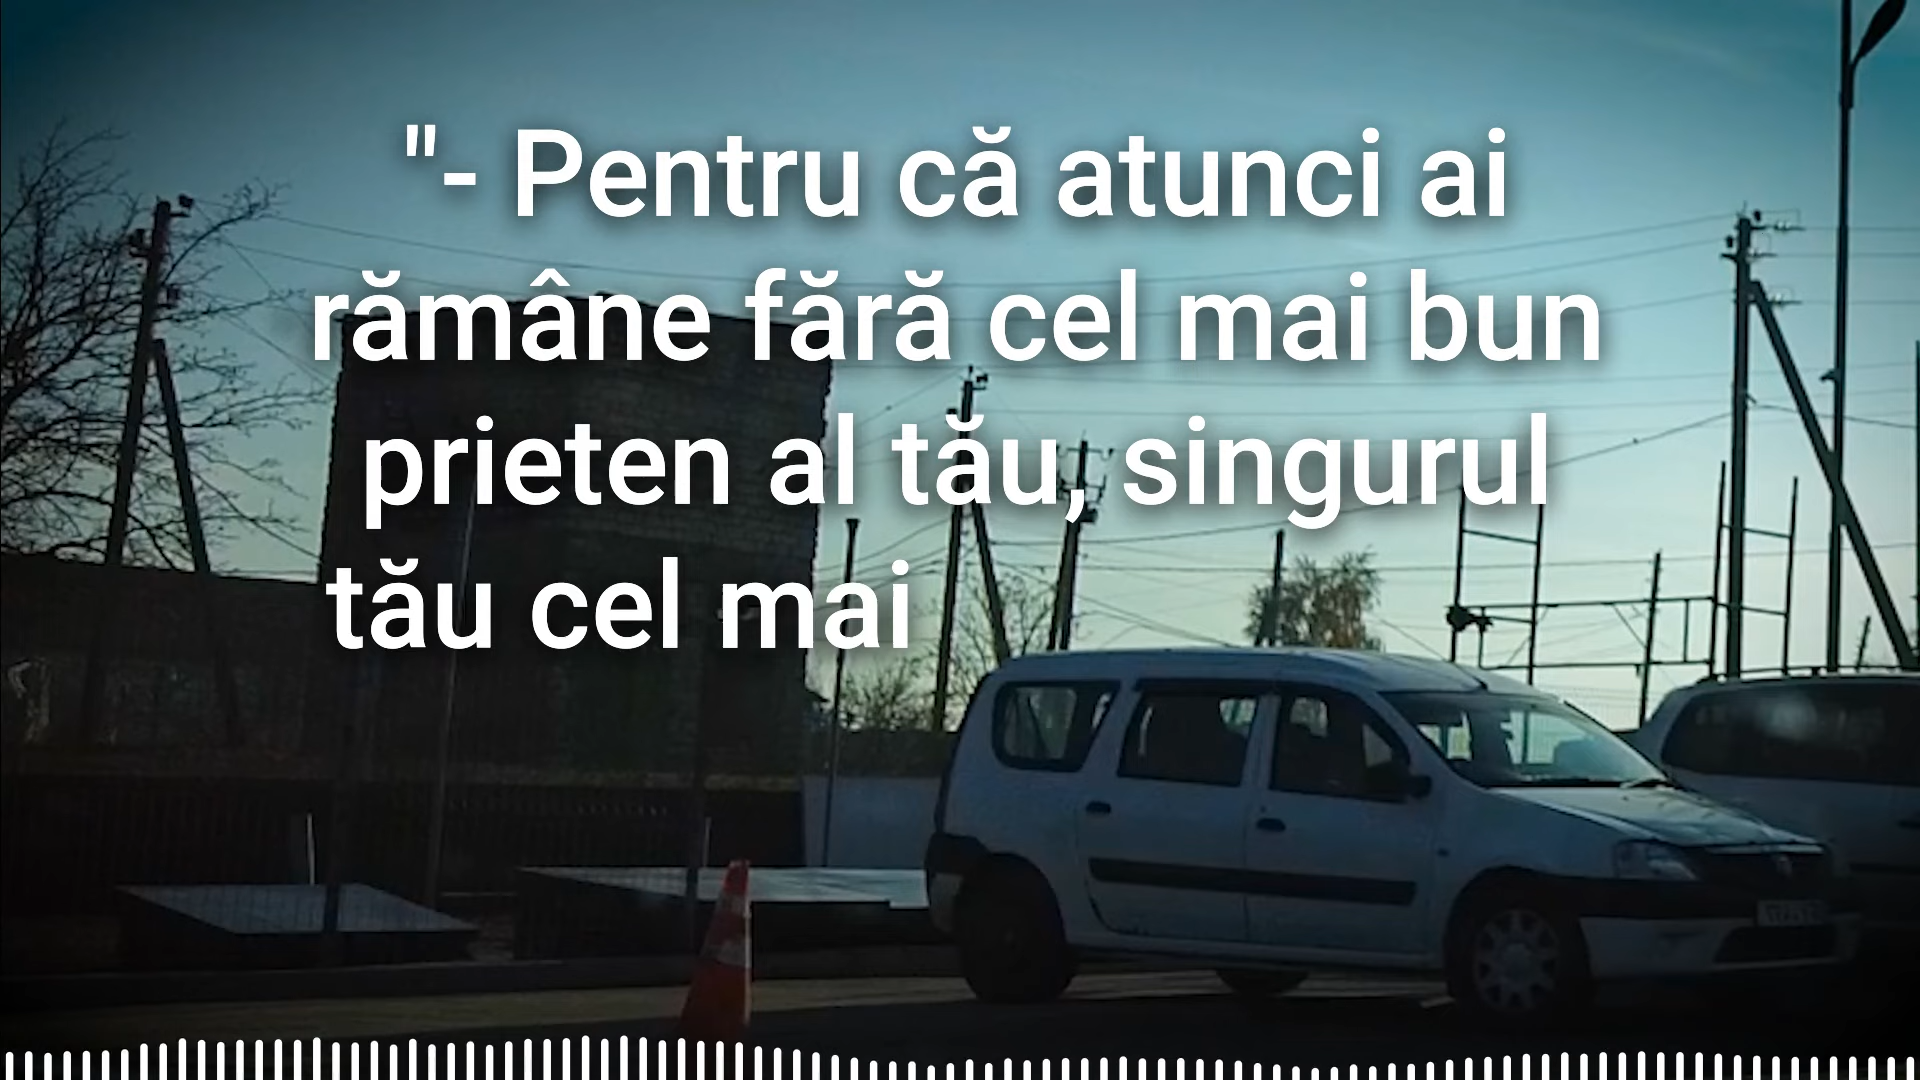 "- Pentru că atunci ai
rămâne fără cel mai bun
prieten al tău, singurul
tău cel mai